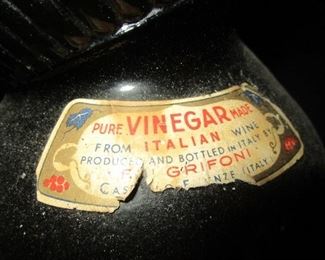 PURE VINEGAR MADE
FROM ITALIAN WINE
PRODUCED AND BOTTLED IN ITALY BY
GRIFONI
(ITALY)